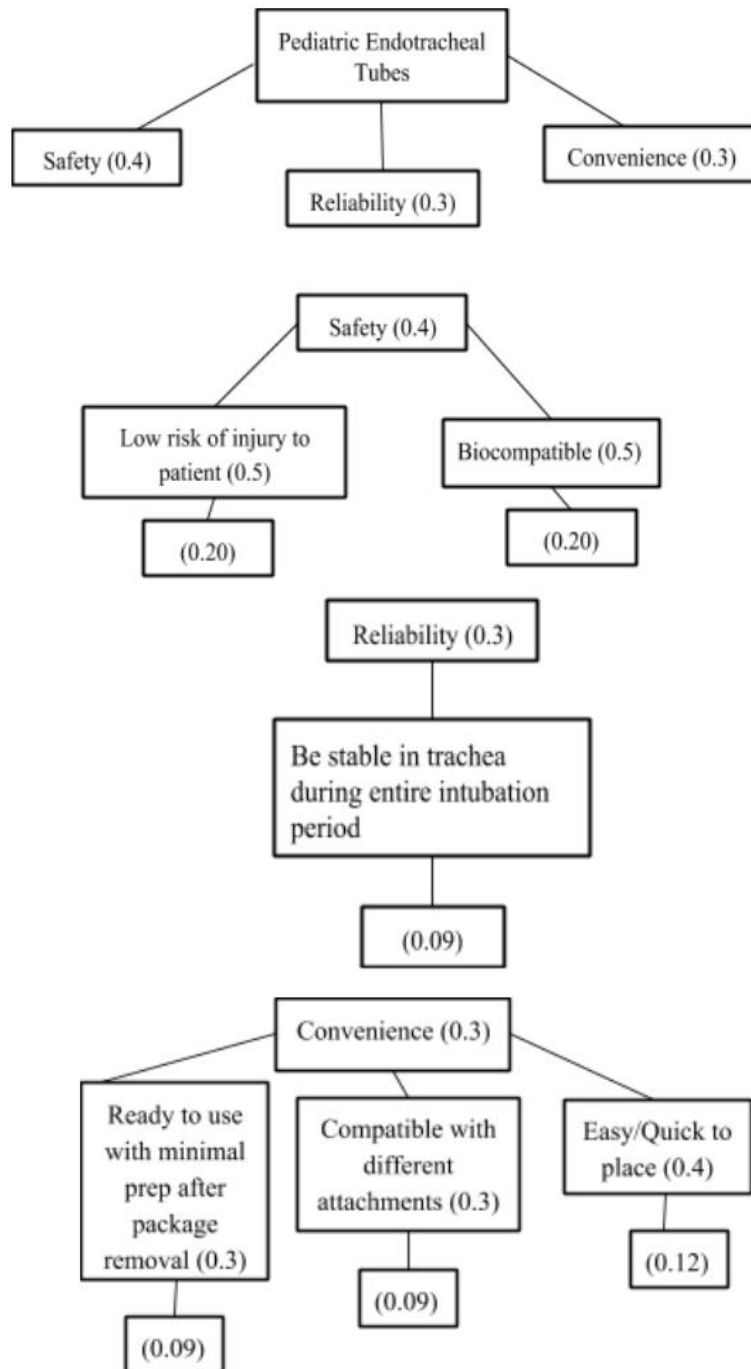 Pediatric Endotracheal
Tubes
Safety (0.4)
Reliability (0.3)
Convenience (0.3)
Safety (0.4)
Low risk of injury to
patient (0.5)
Biocompatible (0.5)
(0.20)
(0.20)
Reliability (0.3)
Be stable in trachea
during entire intubation
period
(0.09)
Convenience (0.3)
Ready to use
with minimal
prep after
package
removal (0.3)
Compatible with
different
attachments (0.3)
Easy/Quick to
place (0.4)
(0.09)
(0.09)
(0.12)